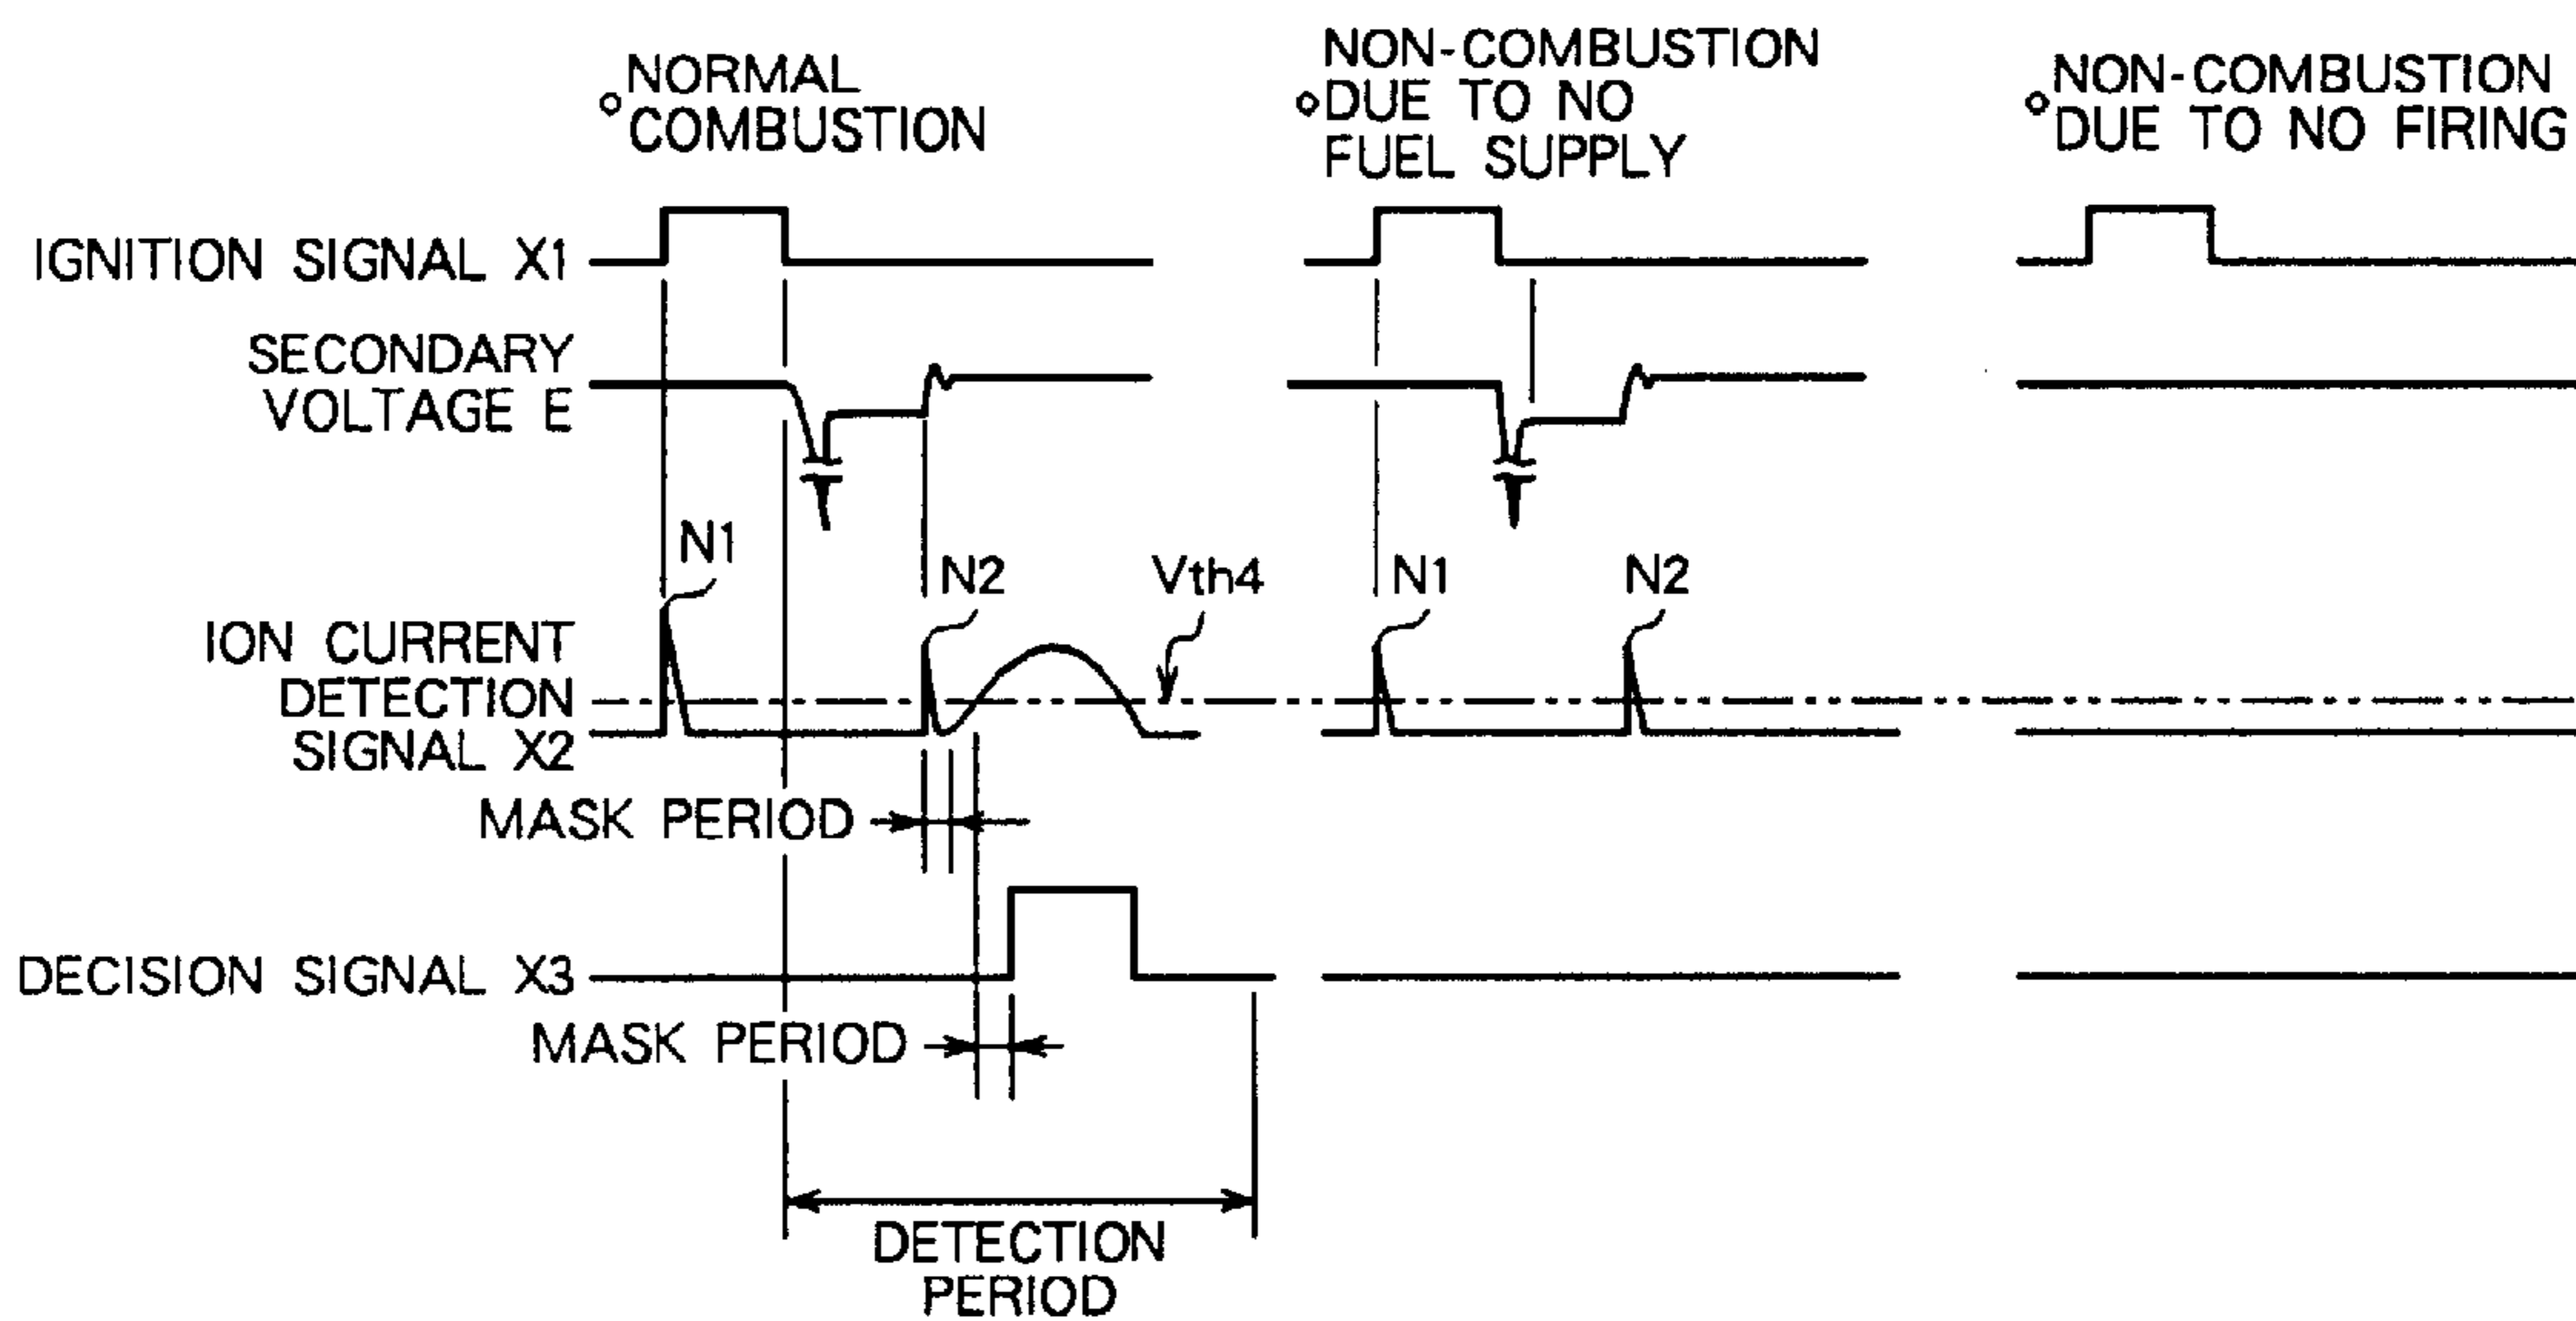 NORMAL
COMBUSTION
NON-COMBUSTION
DUE TO NO
FUEL SUPPLY
NON-COMBUSTION
DUE TO NO FIRING
IGNITION SIGNAL X1
SECONDARY
VOLTAGE E
N1
N2
Vth4
N1
N2
ION CURRENT
DETECTION
SIGNAL X2
MASK PERIOD
DECISION SIGNAL X3
MASK PERIOD
DETECTION
PERIOD